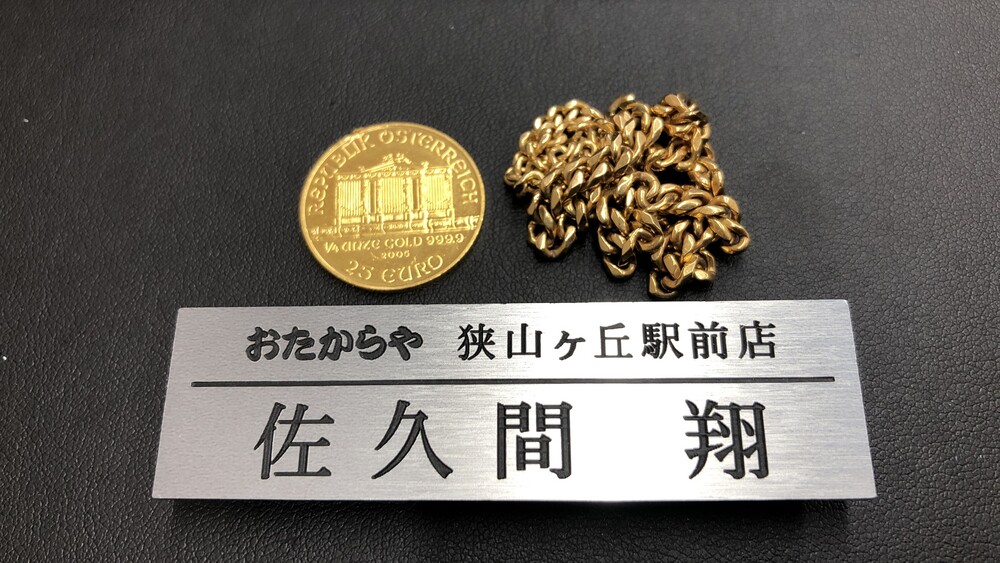 REPUBLIK ÖSTERREICH
1/4 UNZE GOLD 999.9
2005
25 EURO
おたからや 狭山ヶ丘駅前店
佐久間 翔